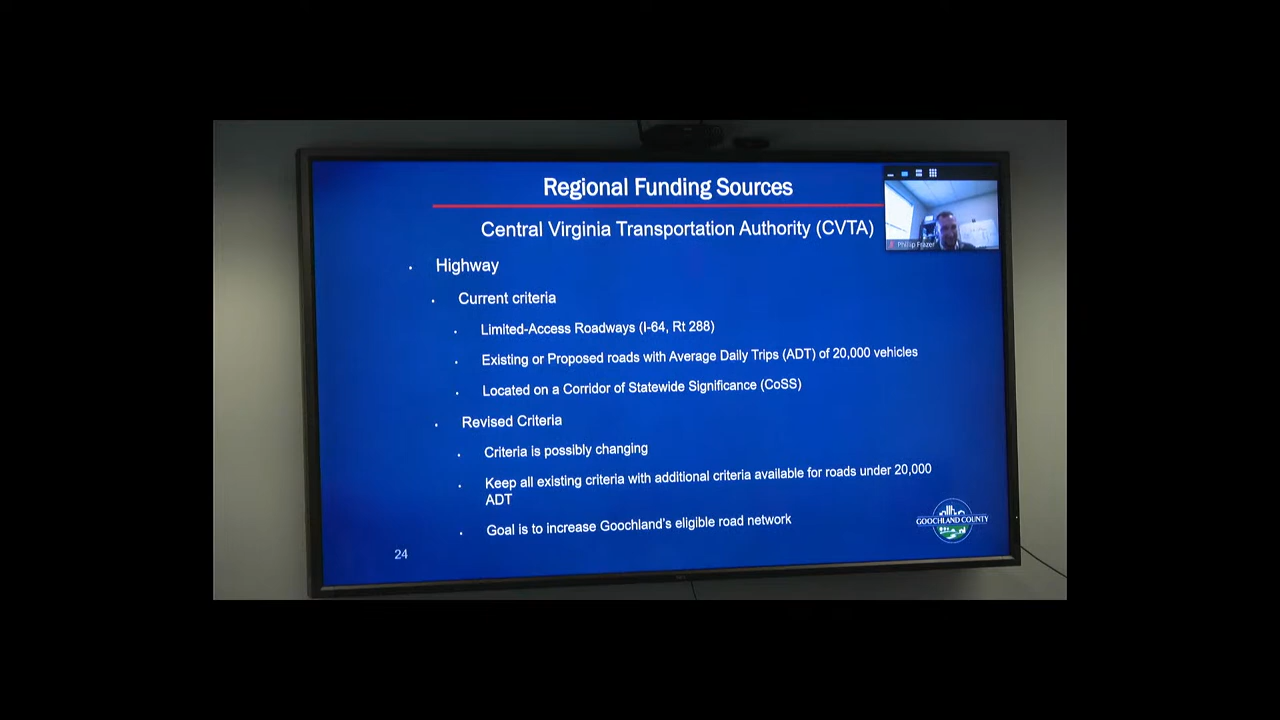 Regional Funding Sources
Central Virginia Transportation Authority (CVTA)
Phillip Frazer
Highway
Current criteria
Limited-Access Roadways (I-64, Rt 288)
Existing or Proposed roads with Average Daily Trips (ADT) of 20,000 vehicles
Located on a Corridor of Statewide Significance (CoSS)
Revised Criteria
Criteria is possibly changing
Keep all existing criteria with additional criteria available for roads under 20,000
ADT
Goal is to increase Goochland's eligible road network
GOOCHLAND COUNTY
24